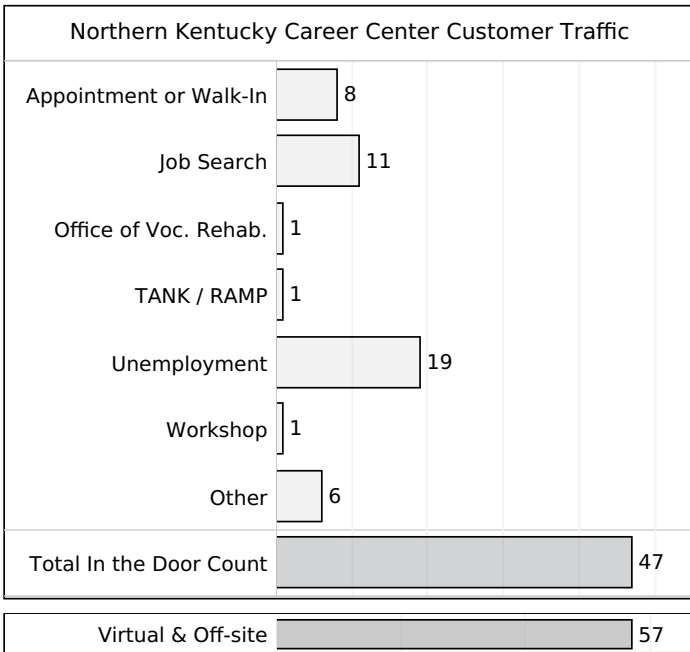 Northern Kentucky Career Center Customer Traffic
Appointment or Walk-In 8
Job Search 11
Office of Voc. Rehab. 1
TANK / RAMP 1
Unemployment 19
Workshop 1
Other 6
Total In the Door Count 47
Virtual & Off-site 57